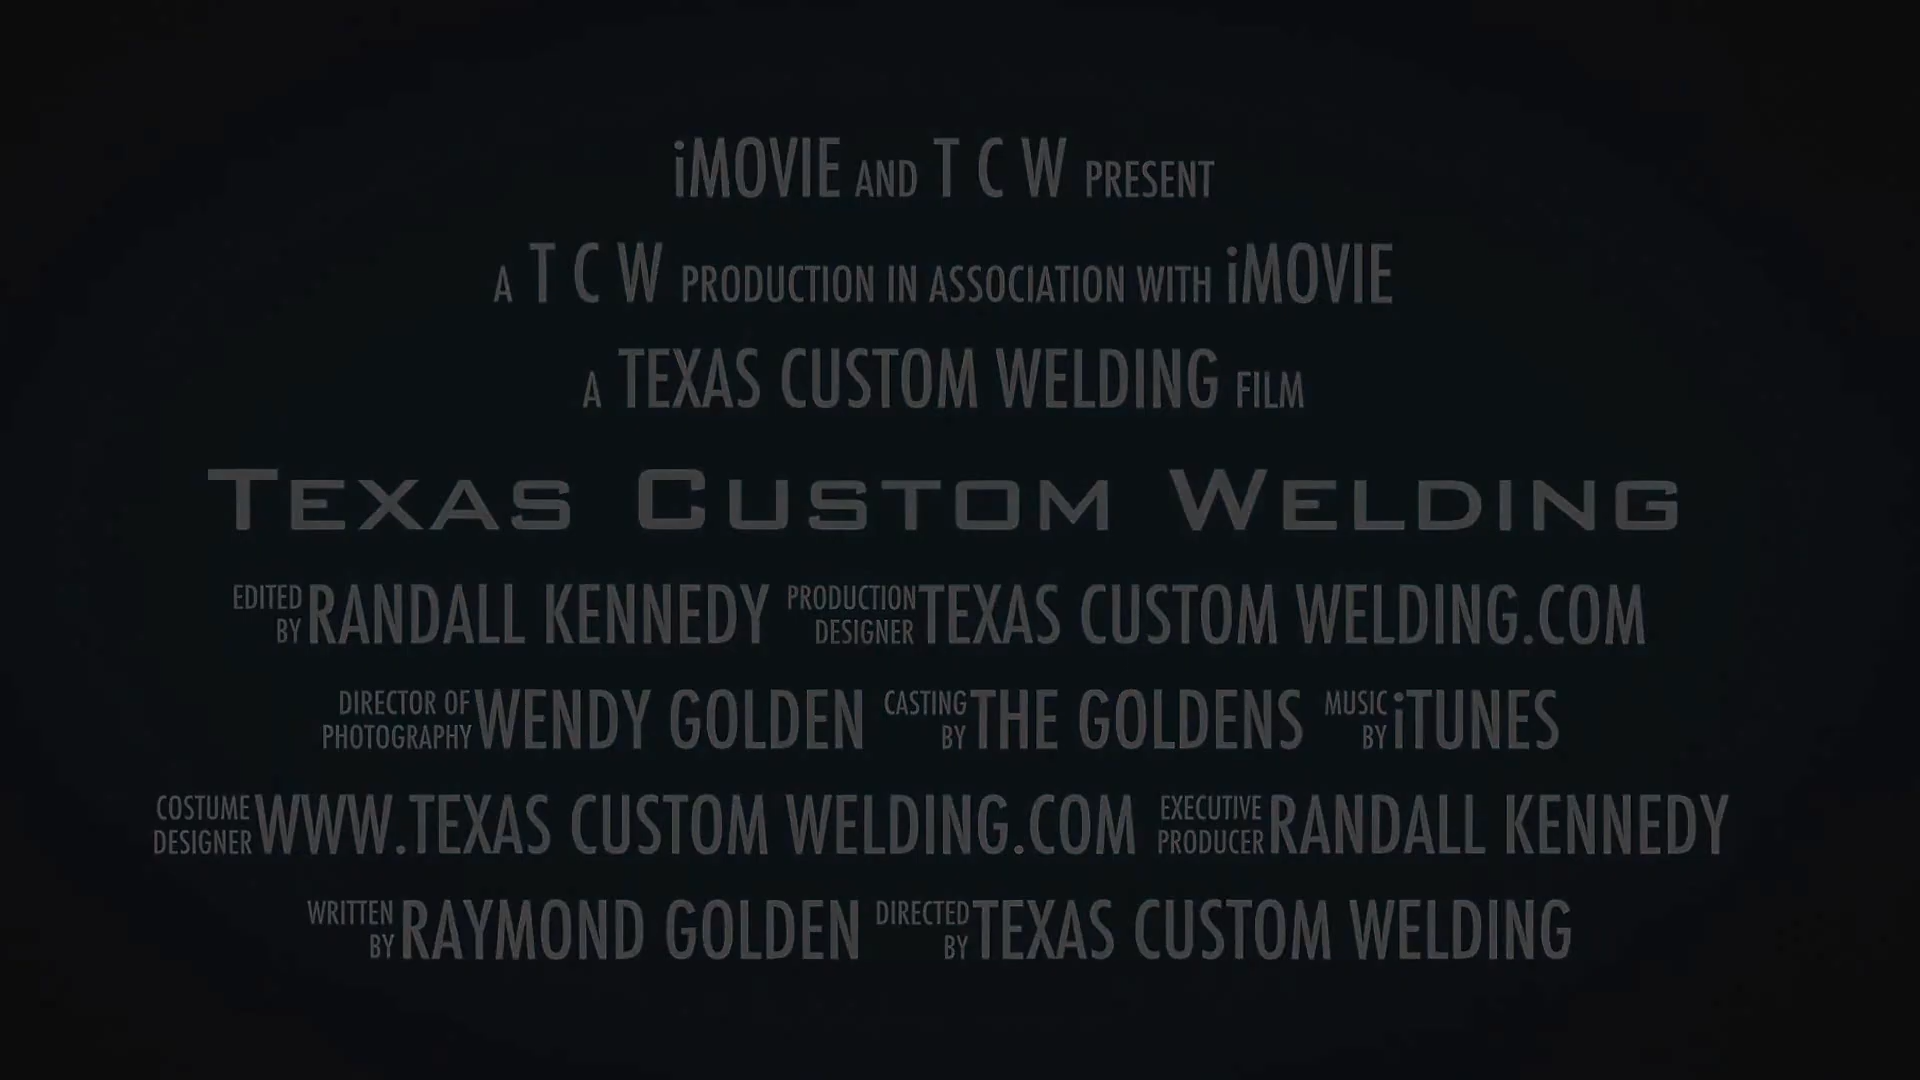 iMOVIE AND T C W PRESENT
A T C W PRODUCTION IN ASSOCIATION WITH iMOVIE
A TEXAS CUSTOM WELDING FILM
TEXAS CUSTOM WELDING
EDITED BY RANDALL KENNEDY PRODUCTION DESIGNER TEXAS CUSTOM WELDING.COM
DIRECTOR OF PHOTOGRAPHY WENDY GOLDEN CASTING BY THE GOLDENS MUSIC BY iTUNES
COSTUME DESIGNER WWW.TEXAS CUSTOM WELDING.COM EXECUTIVE PRODUCER RANDALL KENNEDY
WRITTEN BY RAYMOND GOLDEN DIRECTED BY TEXAS CUSTOM WELDING